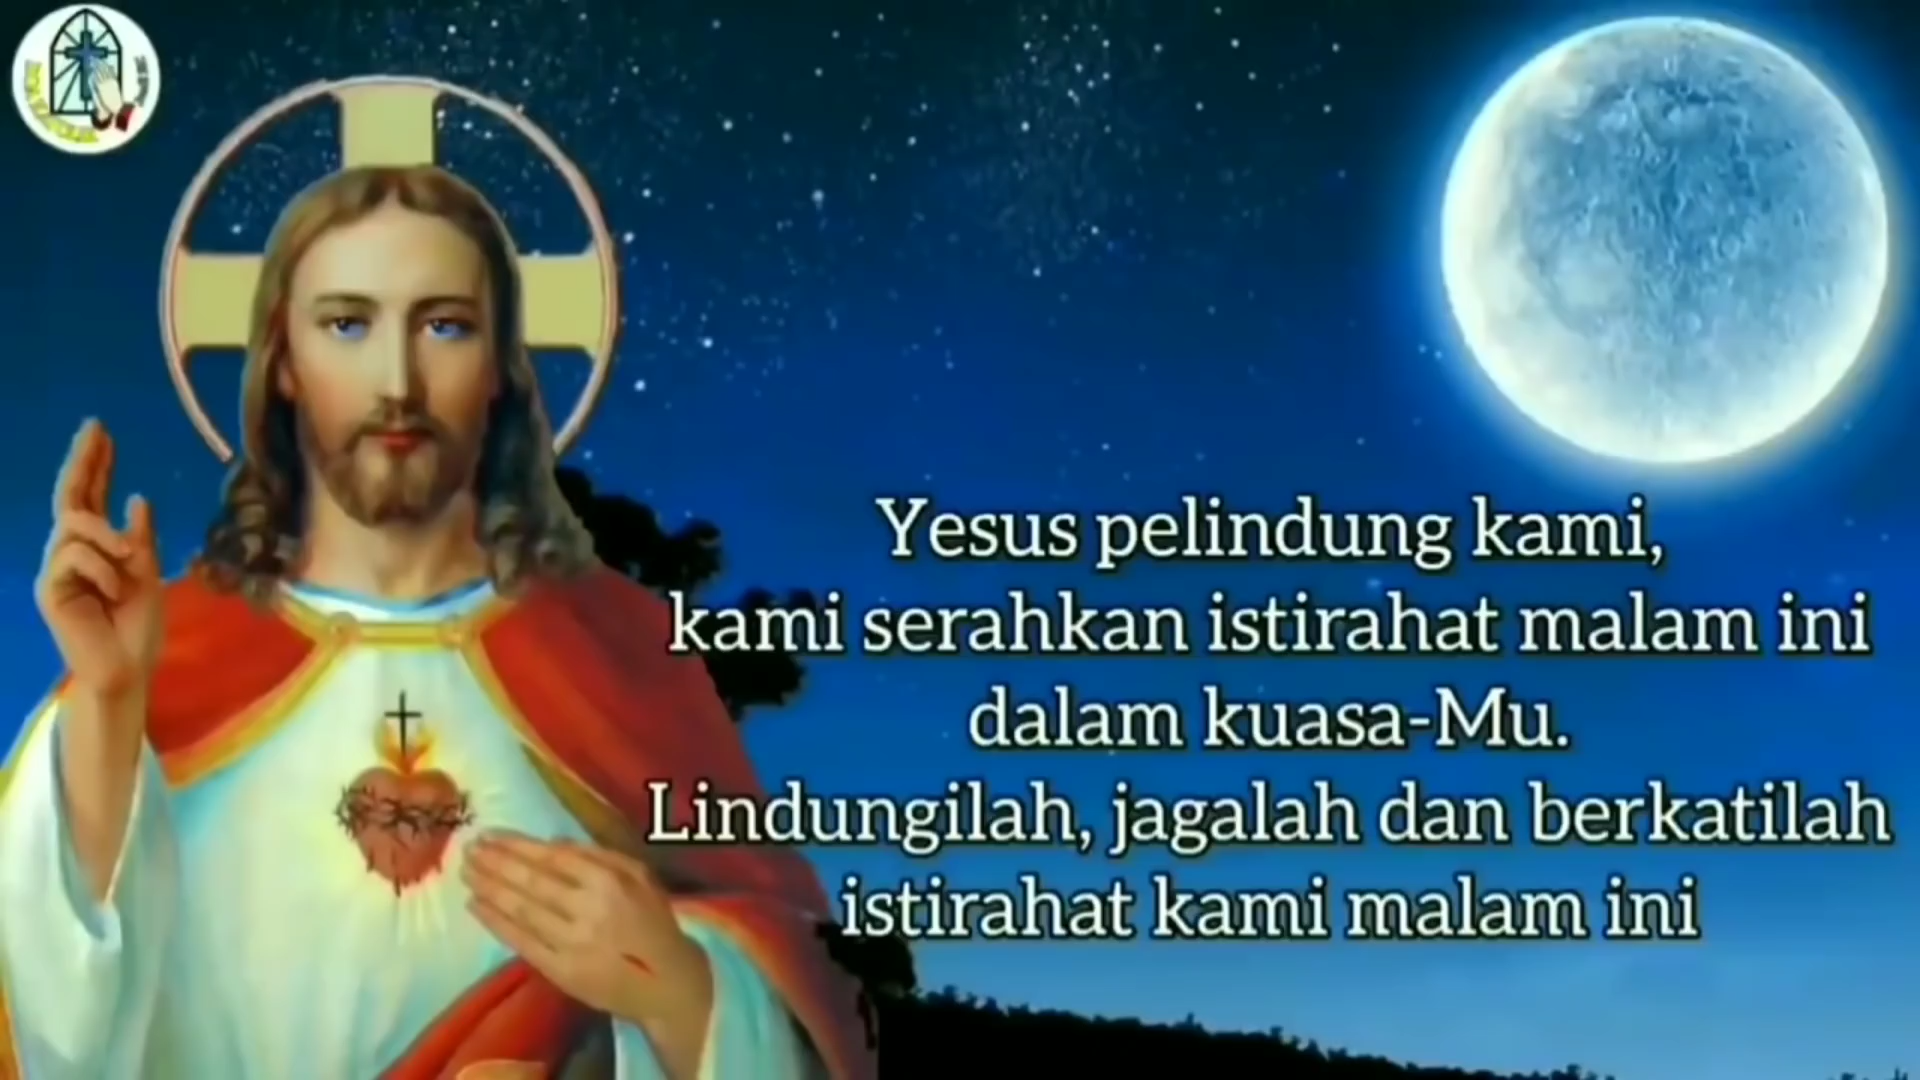 Yesus pelindung kami,
kami serahkan istirahat malam ini
dalam kuasa-Mu.
Lindungilah, jagalah dan berkatilah
istirahat kami malam ini